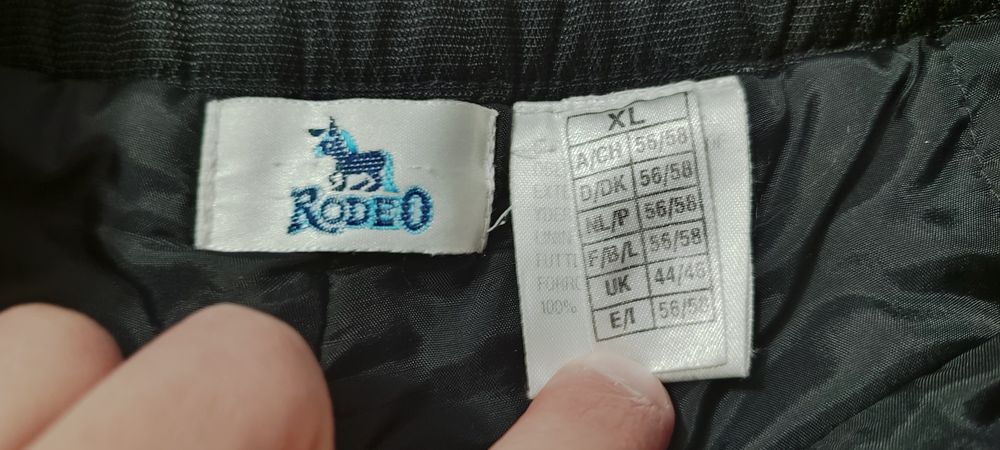 RODEO
XL
A/CH 56/58
D/DK 56/58
NL/P 56/58
F/B/L 56/58
UK 44/46
E/I 56/58
100%